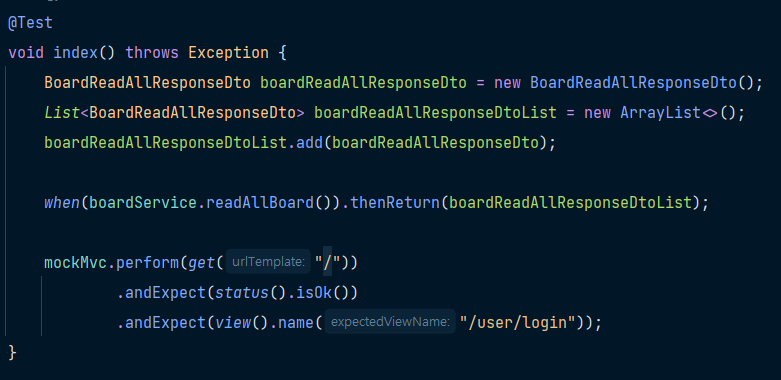 @Test
void index() throws Exception {
    BoardReadAllResponseDto boardReadAllResponseDto = new BoardReadAllResponseDto();
    List<BoardReadAllResponseDto> boardReadAllResponseDtoList = new ArrayList<>();
    boardReadAllResponseDtoList.add(boardReadAllResponseDto);
    when(boardService.readAllBoard()).thenReturn(boardReadAllResponseDtoList);
    mockMvc.perform(get( urlTemplate: "/"))
            .andExpect(status().isOk())
            .andExpect(view().name( expectedViewName: "/user/login"));
}